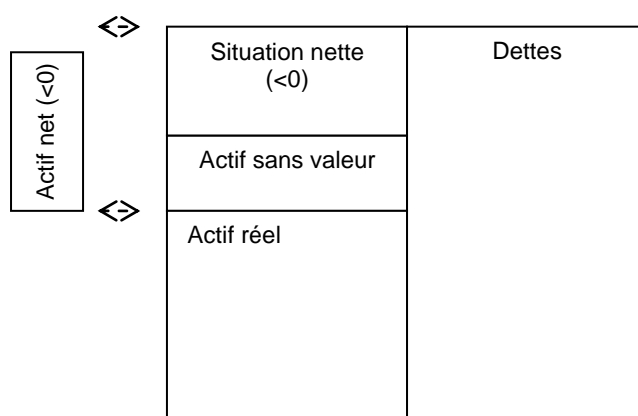 Actif net (<0)
Situation nette
(<0)
Dettes
Actif sans valeur
Actif réel